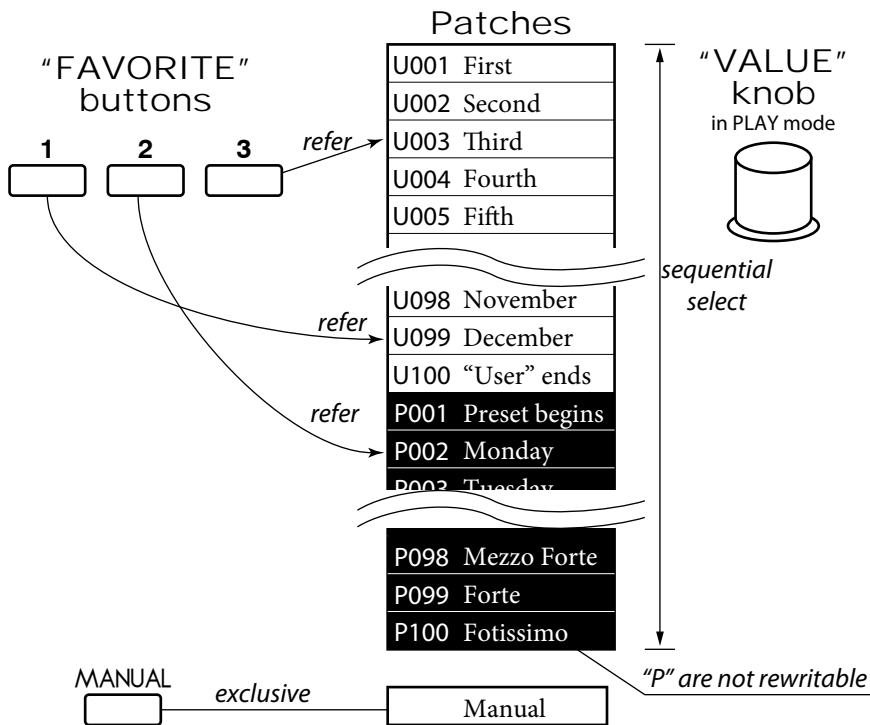 Patches
"FAVORITE"
buttons
1 2 3
refer
refer
refer
U001 First
U002 Second
U003 Third
U004 Fourth
U005 Fifth
U098 November
U099 December
U100 “User” ends
P001 Preset begins
P002 Monday
P003 Tuesday
P098 Mezzo Forte
P099 Forte
P100 Fotissimo
"VALUE"
knob
in PLAY mode
sequential
select
"P" are not rewritable
MANUAL
exclusive
Manual